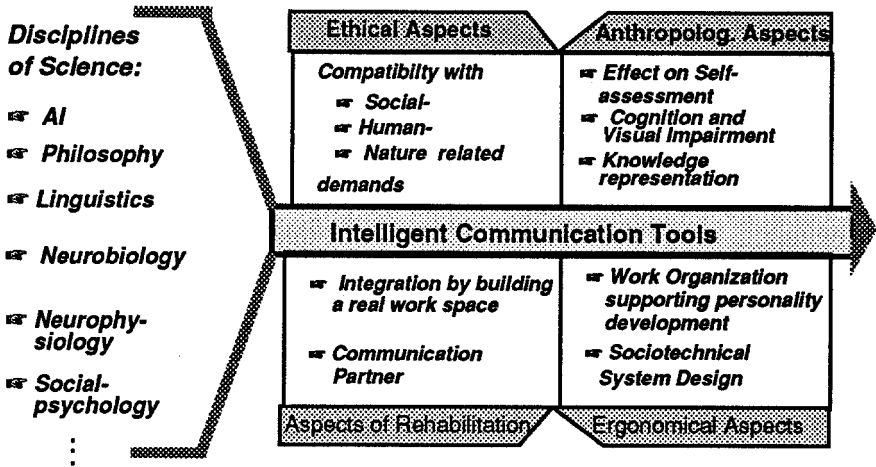 Disciplines
of Science:
☞ AI
☞ Philosophy
☞ Linguistics
☞ Neurobiology
☞ Neurophy-
siology
☞ Social-
psychology
⋮
Ethical Aspects
Compatibilty with
☞ Social-
☞ Human-
☞ Nature related
demands
Anthropolog. Aspects
☞ Effect on Self-
assessment
☞ Cognition and
Visual Impairment
☞ Knowledge
representation
Intelligent Communication Tools
☞ Integration by building
a real work space
☞ Communication
Partner
Aspects of Rehabilitation
☞ Work Organization
supporting personality
development
☞ Sociotechnical
System Design
Ergonomical Aspects